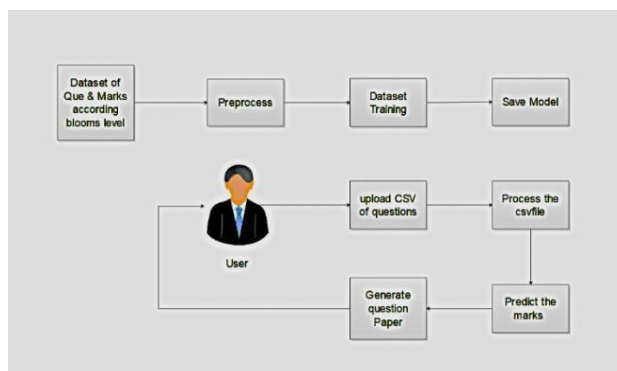 Dataset of
Que & Marks
according
blooms level
Preprocess
Dataset
Training
Save Model
User
upload CSV
of questions
Process the
csvfile
Generate
question
Paper
Predict the
marks